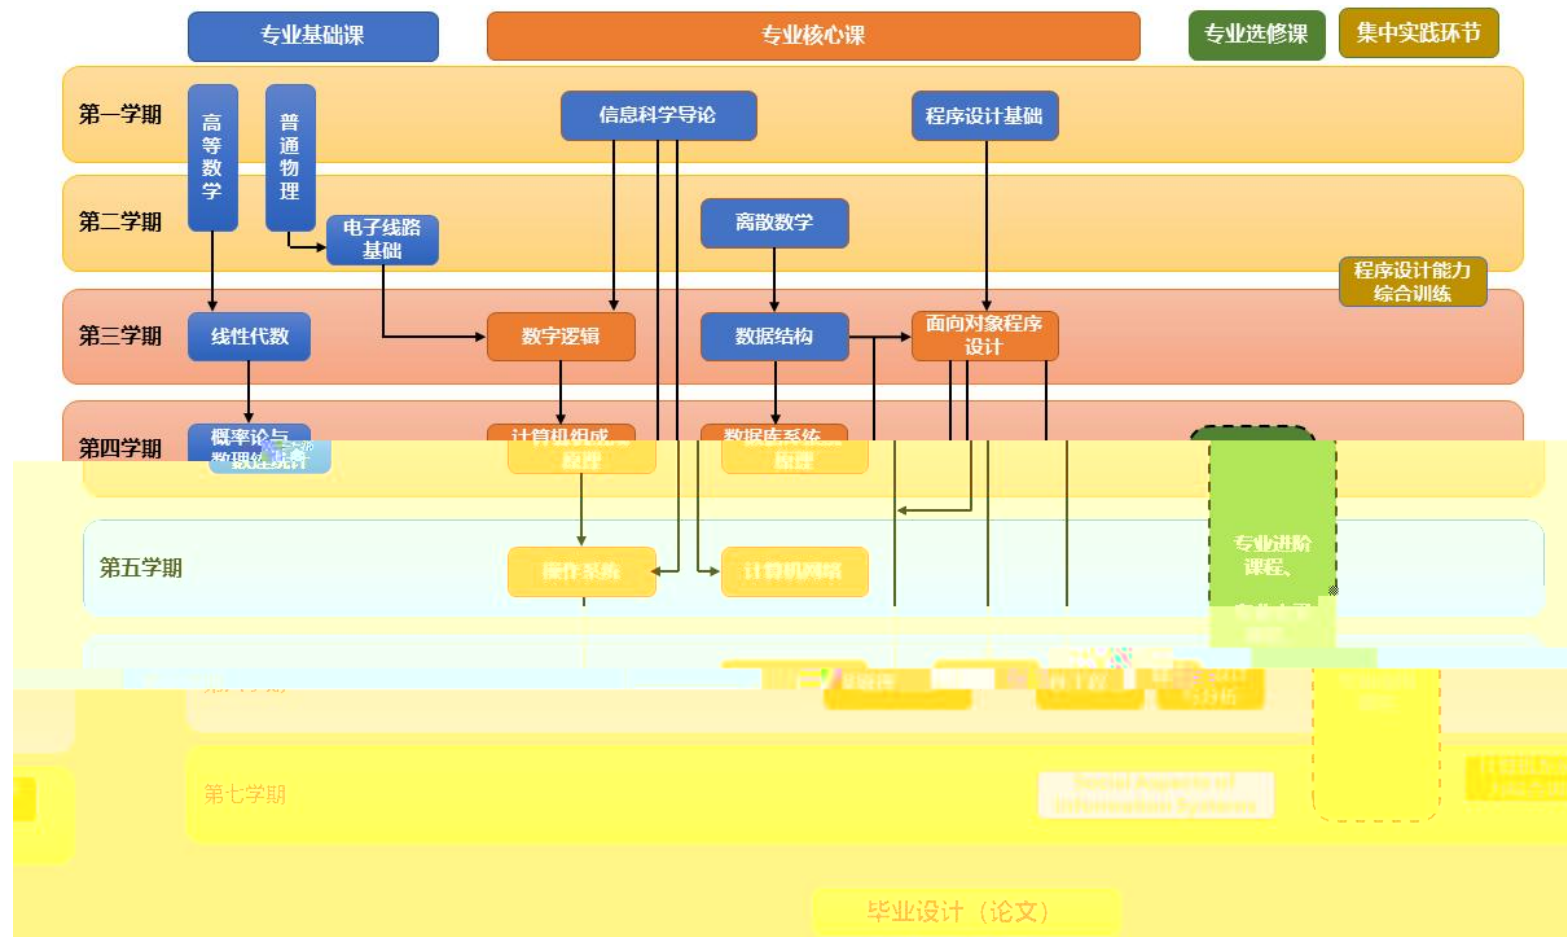 专业基础课
专业核心课
专业选修课
集中实践环节
第一学期
高等数学
普通物理
信息科学导论
程序设计基础
第二学期
电子线路
基础
离散数学
程序设计能力
综合训练
第三学期
线性代数
数字逻辑
数据结构
面向对象程序
设计
第四学期
概率论与
数理统计
计算机组成
原理
数据库系统
原理
第五学期
操作系统
计算机网络
专业进阶
课程、
第七学期
Social Aspects of
Information Systems
毕业设计（论文）